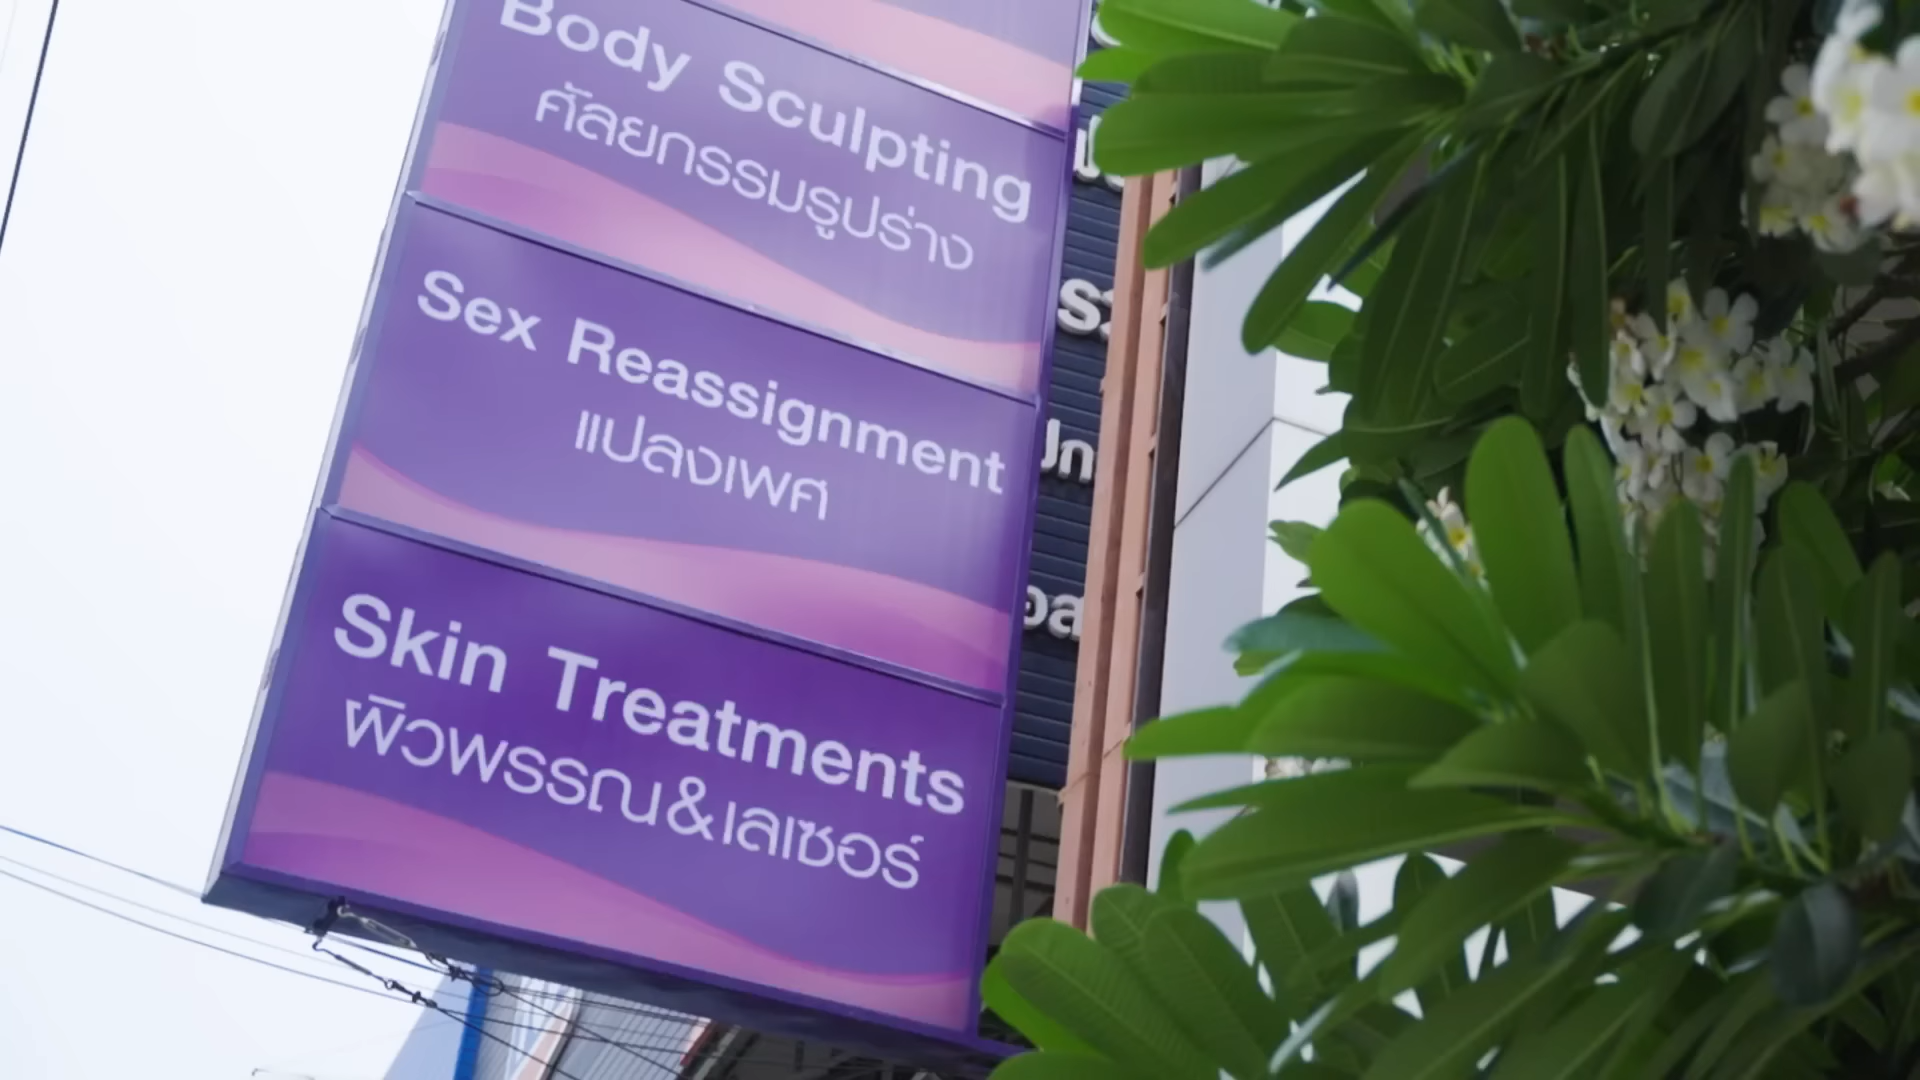 Body Sculpting
ศัลยกรรมรูปร่าง
Sex Reassignment
แปลงเพศ
Skin Treatments
ผิวพรรณ&เลเซอร์